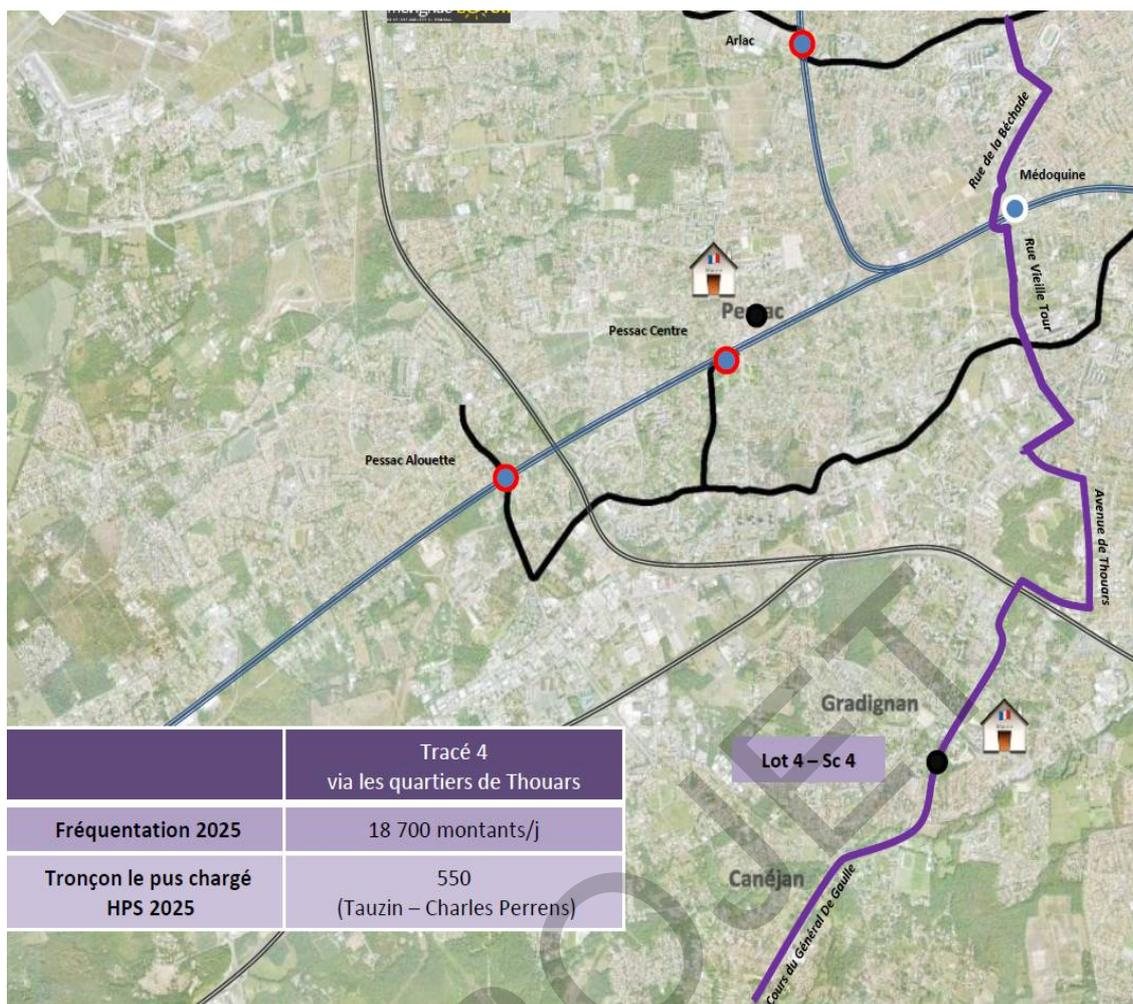 Arlac
Rue de la Béchade
Médoquine
Rue Vieille Tour
Pessac
Pessac Centre
Pessac Alouette
Avenue de Thouars
Gradignan
Lot 4 – Sc 4
Canéjan
Cours du Général De Gaulle
Tracé 4
via les quartiers de Thouars
Fréquentation 2025
18 700 montants/j
Tronçon le pus chargé
HPS 2025
550
(Tauzin – Charles Perrens)